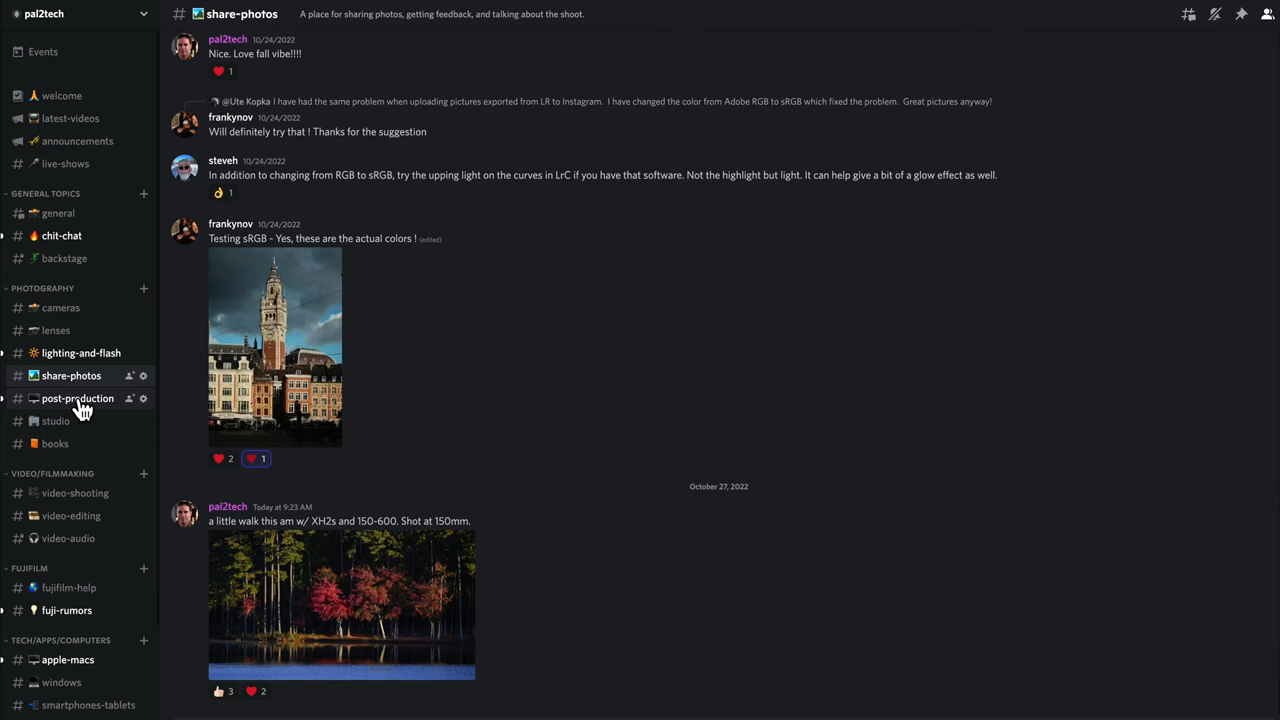 pal2tech
Events
welcome
latest-videos
announcements
live-shows
GENERAL TOPICS
general
chit-chat
backstage
PHOTOGRAPHY
cameras
lenses
lighting-and-flash
share-photos
post-production
studio
books
VIDEO/FILMMAKING
video-shooting
video-editing
video-audio
FUJIFILM
fujifilm-help
fuji-rumors
TECH/APPS/COMPUTERS
apple-macs
windows
smartphones-tablets
share-photos A place for sharing photos, getting feedback, and talking about the shoot.
pal2tech 10/24/2022
Nice. Love fall vibe!!!!
1
@Ute Kopka I have had the same problem when uploading pictures exported from LR to Instagram. I have changed the color from Adobe RGB to sRGB which fixed the problem. Great pictures anyway!
frankynov 10/24/2022
Will definitely try that ! Thanks for the suggestion
steveh 10/24/2022
In addition to changing from RGB to sRGB, try the upping light on the curves in LrC if you have that software. Not the highlight but light. It can help give a bit of a glow effect as well.
1
frankynov 10/24/2022
Testing sRGB - Yes, these are the actual colors ! (edited)
2 1
October 27, 2022
pal2tech Today at 9:23 AM
a little walk this am w/ XH2s and 150-600. Shot at 150mm.
3 2